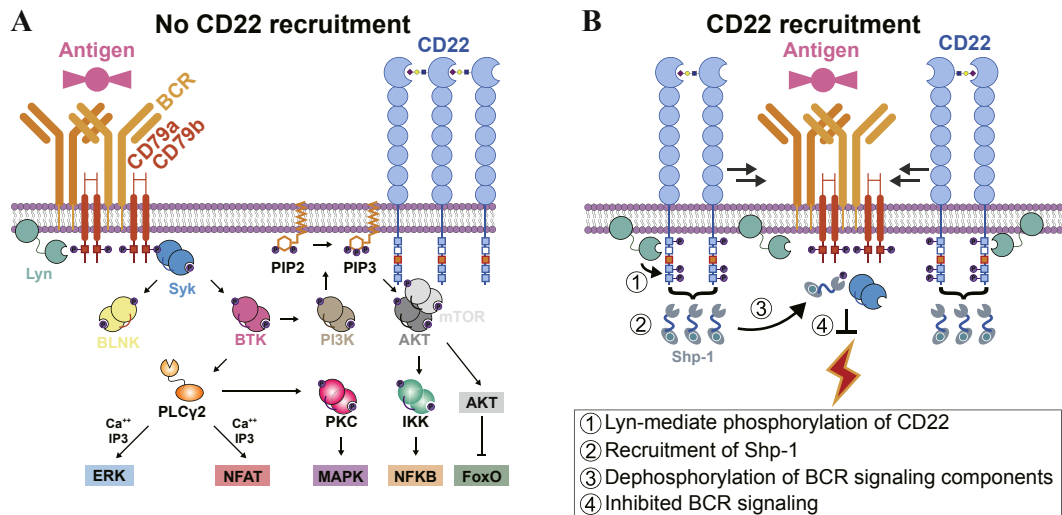 A
No CD22 recruitment
Antigen
BCR
CD79a
CD79b
CD22
Lyn
P
Syk
PIP2
PIP3
BLNK
BTK
PI3K
AKT
mTOR
PLCγ2
PKC
IKK
AKT
Ca++
IP3
Ca++
IP3
ERK
NFAT
MAPK
NFKB
FoxO
B
CD22 recruitment
Antigen
CD22
Lyn
1
2
3
4
Shp-1
1 Lyn-mediate phosphorylation of CD22
2 Recruitment of Shp-1
3 Dephosphorylation of BCR signaling components
4 Inhibited BCR signaling